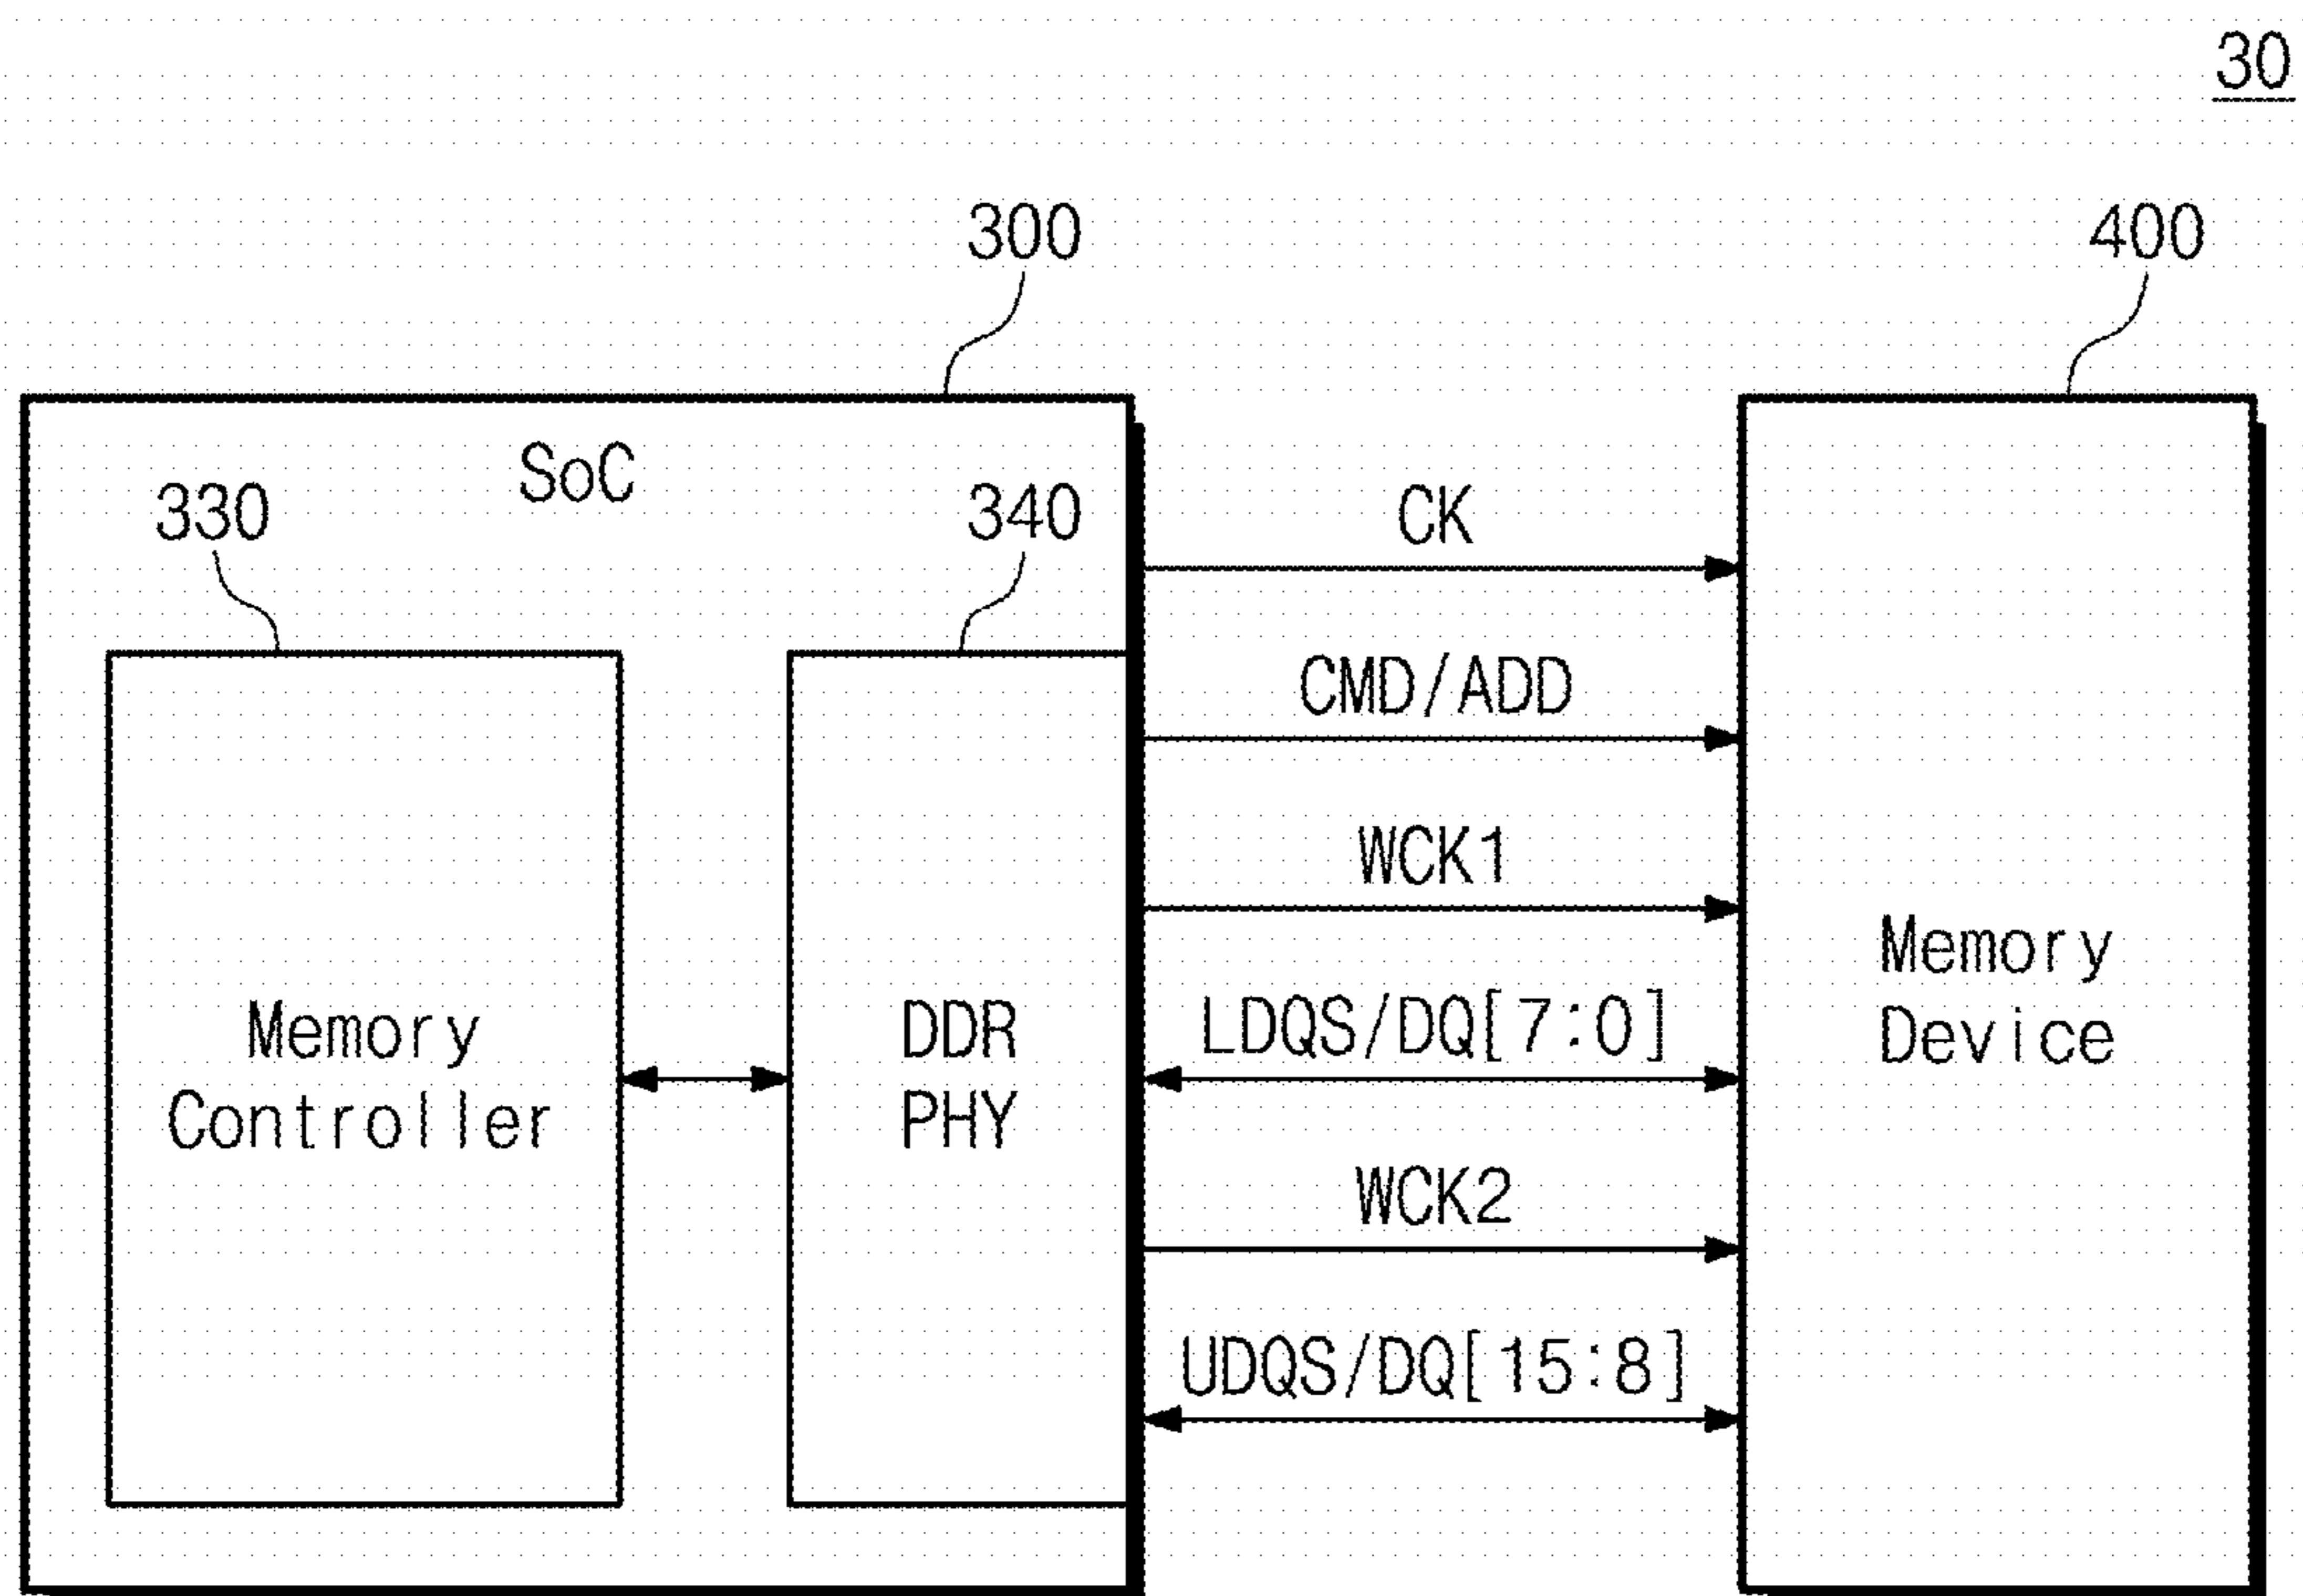 30
300
400
SoC
330
340
CK
CMD/ADD
WCK1
LDQS/DQ[7:0]
WCK2
UDQS/DQ[15:8]
Memory
Controller
DDR
PHY
Memory
Device